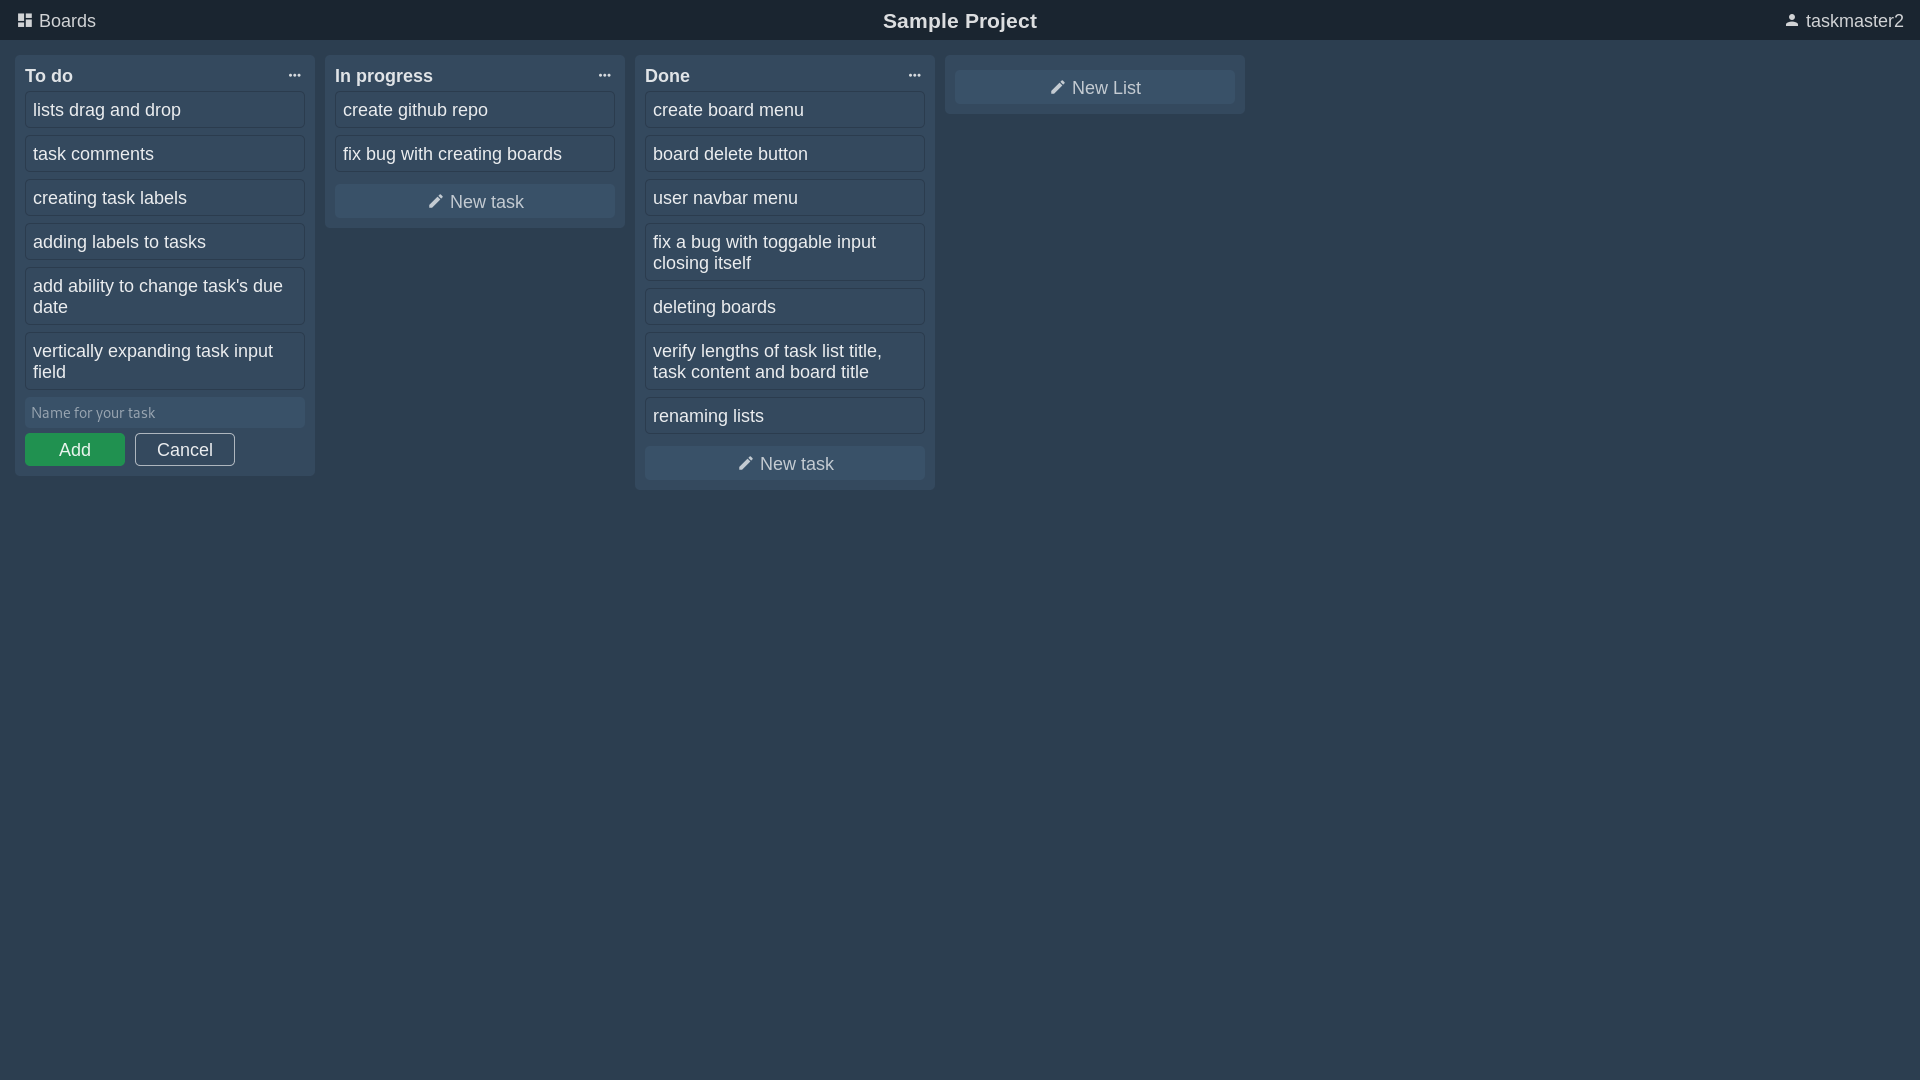 Boards
Sample Project
taskmaster2
To do
lists drag and drop
task comments
creating task labels
adding labels to tasks
add ability to change task's due
date
vertically expanding task input
field
Name for your task
Add
Cancel
In progress
create github repo
fix bug with creating boards
New task
Done
create board menu
board delete button
user navbar menu
fix a bug with toggable input
closing itself
deleting boards
verify lengths of task list title,
task content and board title
renaming lists
New task
New List